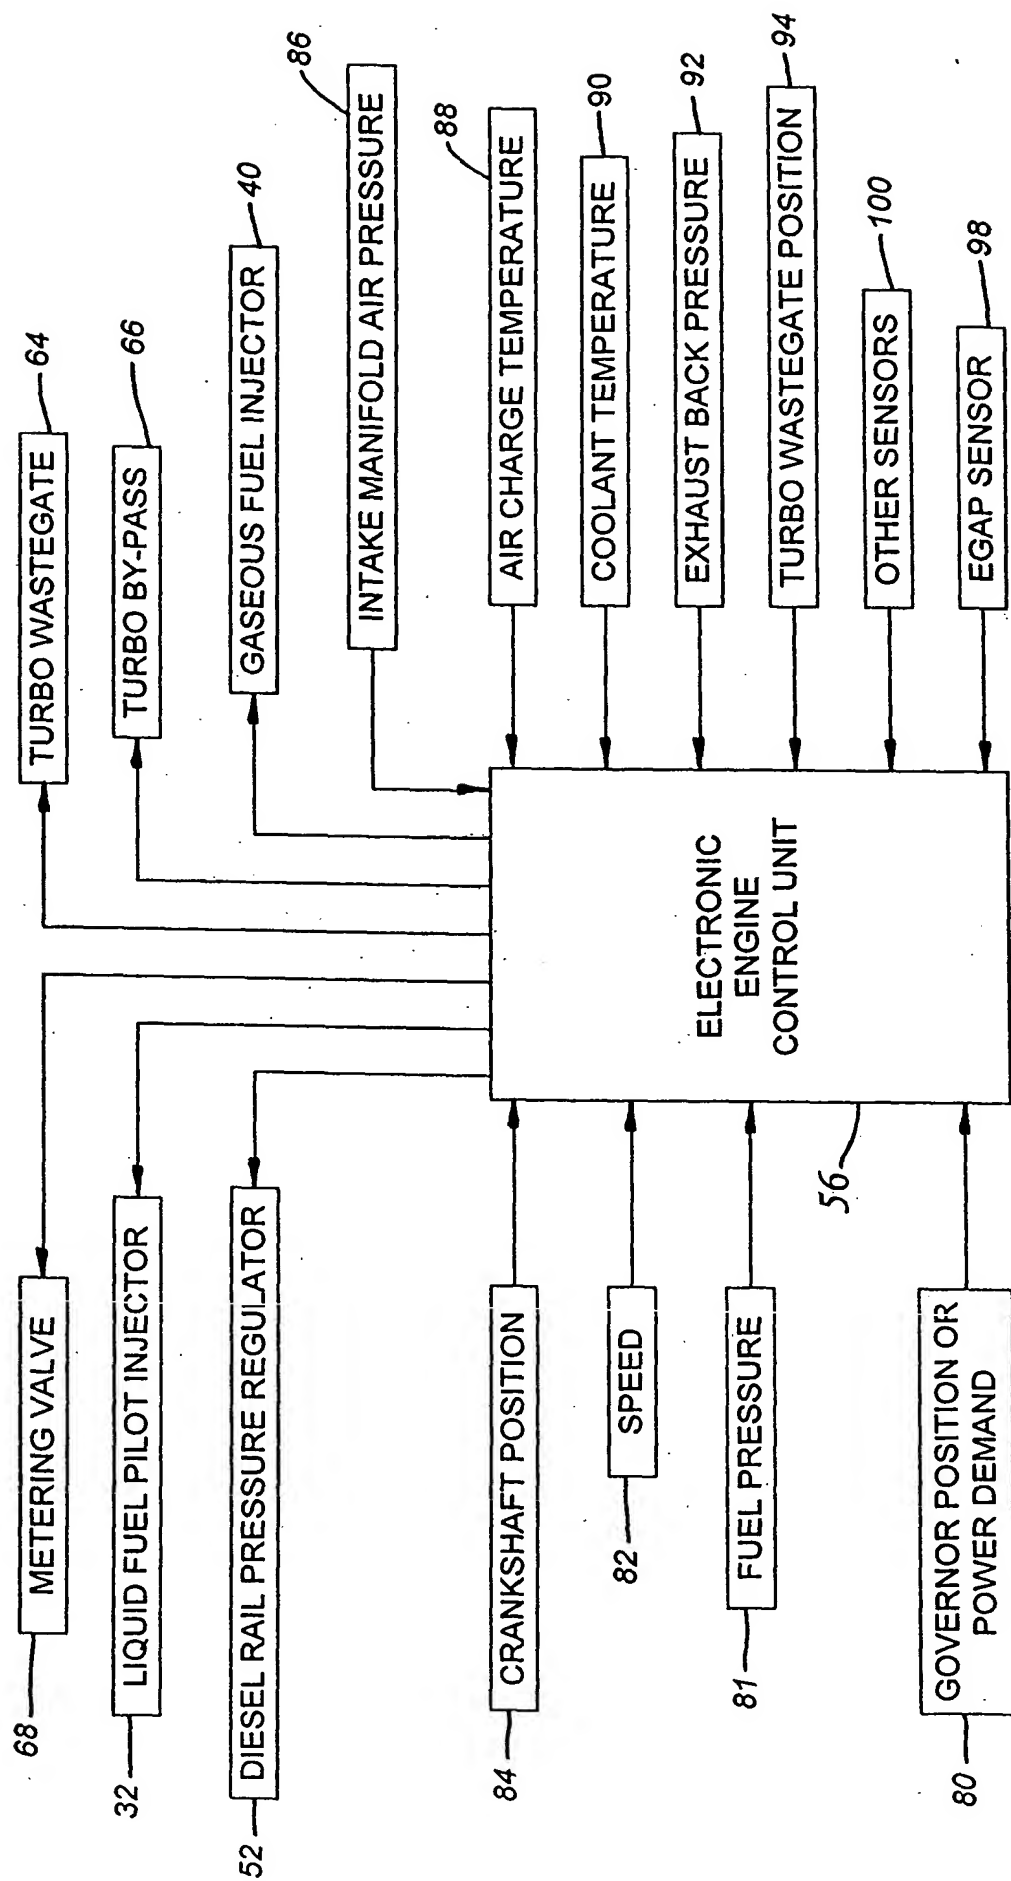 68
METERING VALVE
TURBO WASTEGATE
64
32
LIQUID FUEL PILOT INJECTOR
TURBO BY-PASS
66
52
DIESEL RAIL PRESSURE REGULATOR
GASEOUS FUEL INJECTOR
40
INTAKE MANIFOLD AIR PRESSURE
86
84
CRANKSHAFT POSITION
AIR CHARGE TEMPERATURE
88
82
SPEED
COOLANT TEMPERATURE
90
81
FUEL PRESSURE
ELECTRONIC
ENGINE
CONTROL UNIT
56
EXHAUST BACK PRESSURE
92
TURBO WASTEGATE POSITION
94
OTHER SENSORS
100
80
GOVERNOR POSITION OR
POWER DEMAND
EGAP SENSOR
98